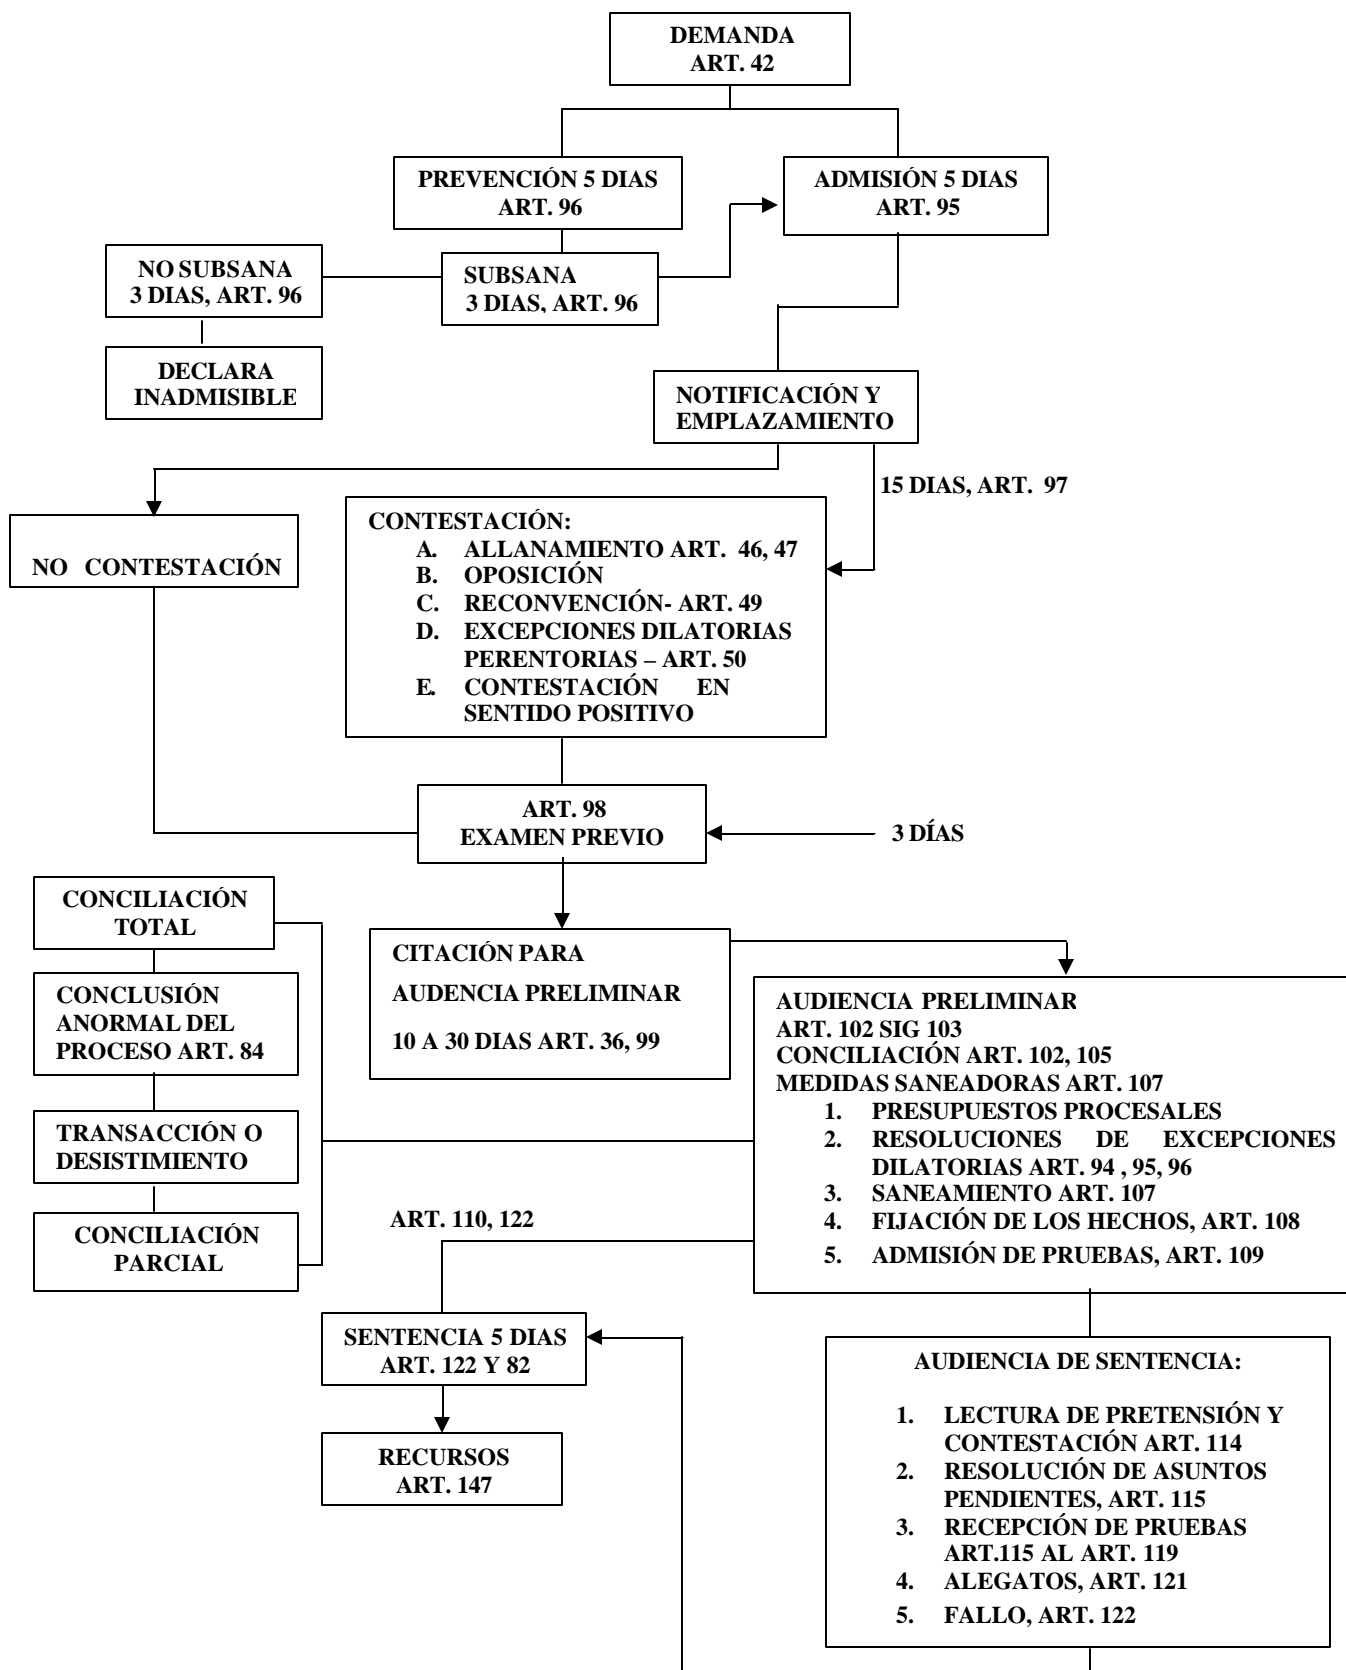 DEMANDA
ART. 42
PREVENCIÓN 5 DIAS
ART. 96
ADMISIÓN 5 DIAS
ART. 95
NO SUBSANA
3 DIAS, ART. 96
SUBSANA
3 DIAS, ART. 96
DECLARA
INADMISIBLE
NOTIFICACIÓN Y
EMPLAZAMIENTO
15 DIAS, ART. 97
NO CONTESTACIÓN
CONTESTACIÓN:
A. ALLANAMIENTO ART. 46, 47
B. OPOSICIÓN
C. RECONVENCIÓN- ART. 49
D. EXCEPCIONES DILATORIAS
PERENTORIAS – ART. 50
E. CONTESTACIÓN EN
SENTIDO POSITIVO
ART. 98
EXAMEN PREVIO
3 DÍAS
CONCILIACIÓN
TOTAL
CONCLUSIÓN
ANORMAL DEL
PROCESO ART. 84
TRANSACCIÓN O
DESISTIMIENTO
CONCILIACIÓN
PARCIAL
CITACIÓN PARA
AUDENCIA PRELIMINAR
10 A 30 DIAS ART. 36, 99
AUDIENCIA PRELIMINAR
ART. 102 SIG 103
CONCILIACIÓN ART. 102, 105
MEDIDAS SANEADORAS ART. 107
1. PRESUPUESTOS PROCESALES
2. RESOLUCIONES DE EXCEPCIONES
DILATORIAS ART. 94 , 95, 96
3. SANEAMIENTO ART. 107
4. FIJACIÓN DE LOS HECHOS, ART. 108
5. ADMISIÓN DE PRUEBAS, ART. 109
ART. 110, 122
SENTENCIA 5 DIAS
ART. 122 Y 82
RECURSOS
ART. 147
AUDIENCIA DE SENTENCIA:
1. LECTURA DE PRETENSIÓN Y
CONTESTACIÓN ART. 114
2. RESOLUCIÓN DE ASUNTOS
PENDIENTES, ART. 115
3. RECEPCIÓN DE PRUEBAS
ART.115 AL ART. 119
4. ALEGATOS, ART. 121
5. FALLO, ART. 122